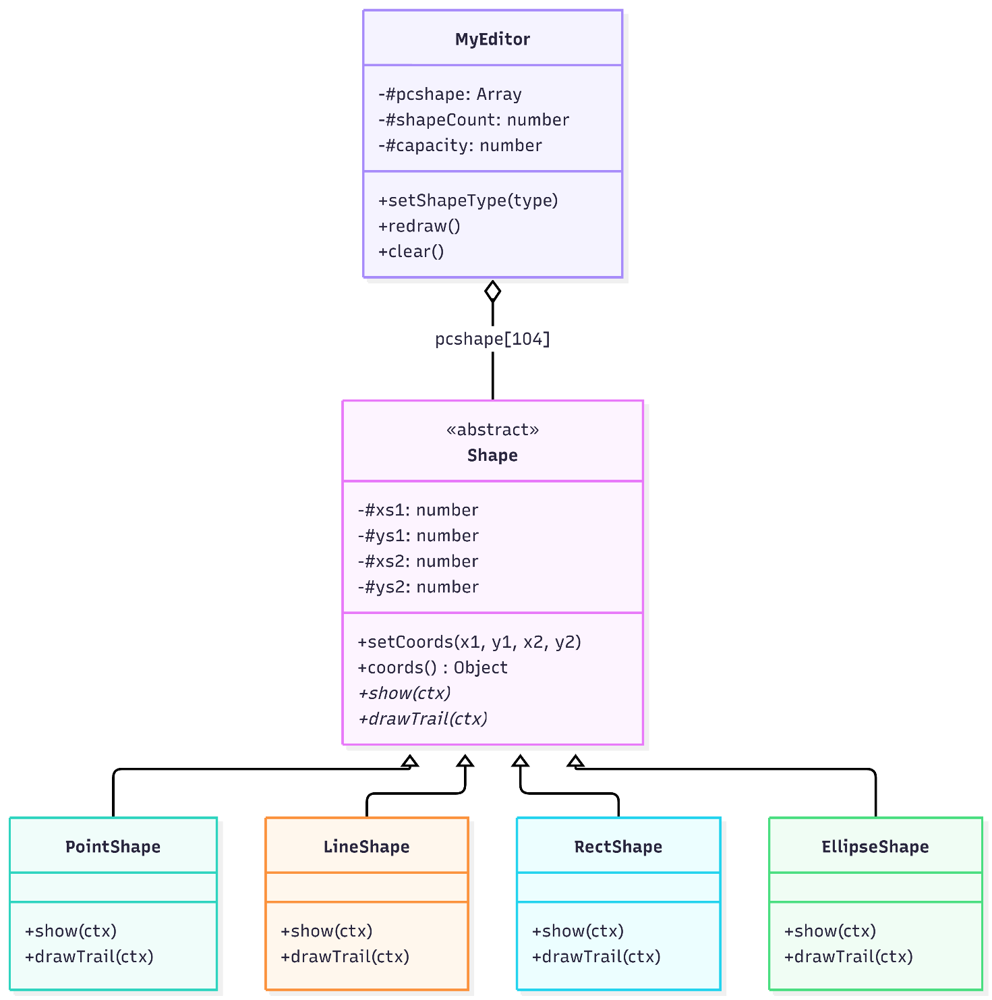 MyEditor
-#pcshape: Array
-#shapeCount: number
-#capacity: number
+setShapeType(type)
+redraw()
+clear()
pcshape[104]
«abstract»
Shape
-#xs1: number
-#ys1: number
-#xs2: number
-#ys2: number
+setCoords(x1, y1, x2, y2)
+coords() : Object
+show(ctx)
+drawTrail(ctx)
PointShape
+show(ctx)
+drawTrail(ctx)
LineShape
+show(ctx)
+drawTrail(ctx)
RectShape
+show(ctx)
+drawTrail(ctx)
EllipseShape
+show(ctx)
+drawTrail(ctx)